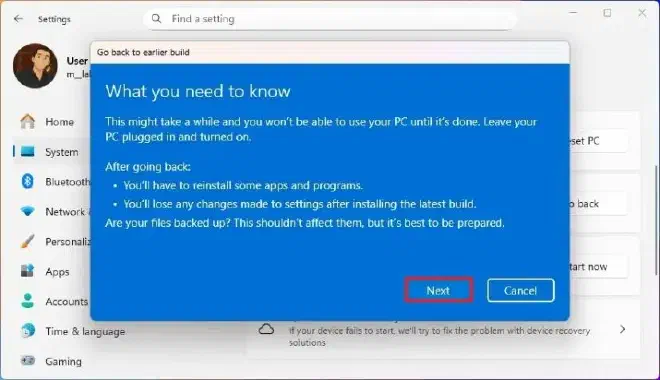 Settings
Find a setting
User
Go back to earlier build
What you need to know
This might take a while and you won't be able to use your PC until it's done. Leave your
PC plugged in and turned on.
After going back:
• You'll have to reinstall some apps and programs.
• You'll lose any changes made to settings after installing the latest build.
Are your files backed up? This shouldn't affect them, but it's best to be prepared.
Next
Cancel
Home
System
Bluetooth
Network
Personaliz
Apps
Accounts
Time & language
Gaming
eset PC
o back
tart now
If your device fails to start, we'll try to fix the problem with device recovery
solutions